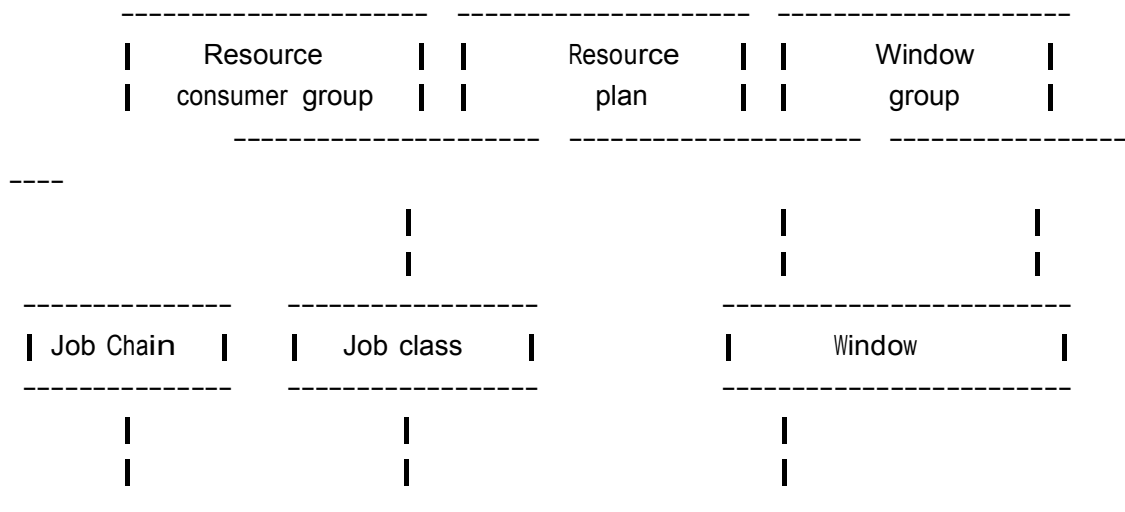 ---------------------- --------------------- ---------------------
| Resource | | Resource | | Window |
| consumer group | | plan | | group |
---------------------- --------------------- -----------------
----
| | |
| | |
--------------- ------------------ -------------------------
| Job Chain | | Job class | | Window |
--------------- ------------------ -------------------------
| | |
| | |